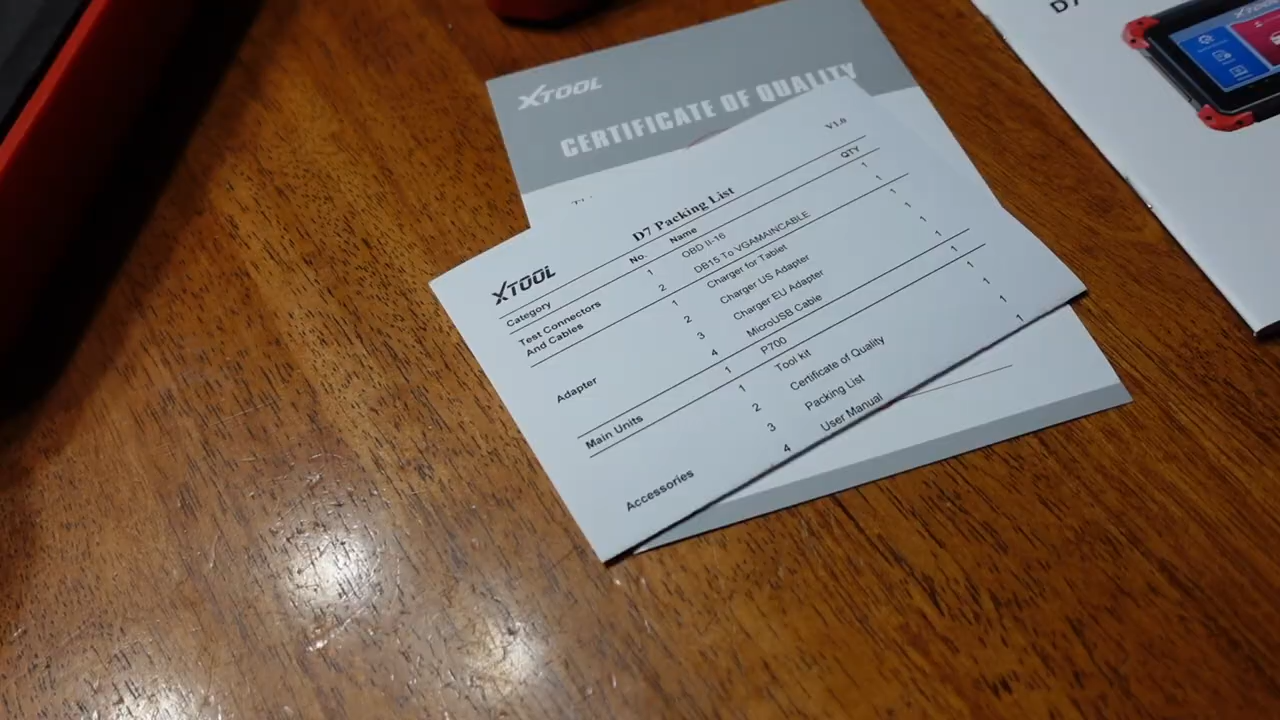 XTOOL
CERTIFICATE OF QUALITY
V1.0
D7 Packing List
XTOOL
Category No. Name QTY
Test Connectors And Cables
1 OBD II-16 1
2 DB15 To VGAMAINCABLE 1
Adapter
1 Charger for Tablet 1
2 Charger US Adapter 1
3 Charger EU Adapter 1
4 MicroUSB Cable 1
Main Units 1 P700 1
Accessories
1 Tool kit 1
2 Certificate of Quality 1
3 Packing List 1
4 User Manual 1
D7
XTOOL